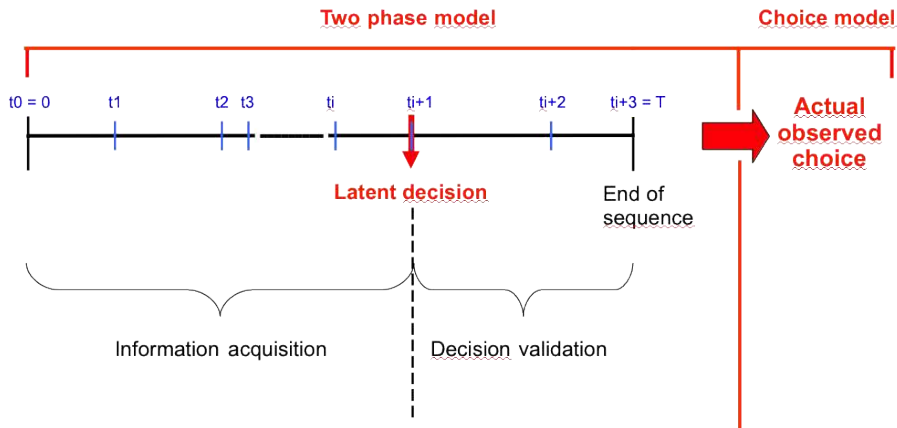 Two phase model
Choice model
t0 = 0
t1
t2
t3
ti
ti+1
ti+2
ti+3 = T
Actual
observed
choice
Latent decision
End of
sequence
Information acquisition
Decision validation